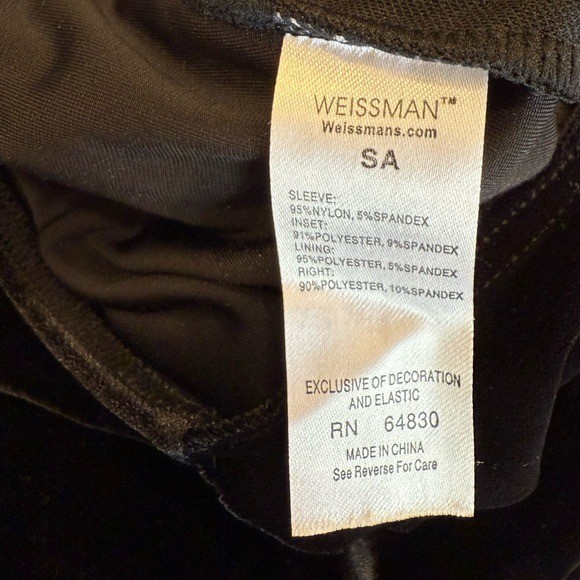 WEISSMAN™
Weissmans.com
SA
SLEEVE:
95%NYLON, 5%SPANDEX
INSET:
91%POLYESTER, 9%SPANDEX
LINING:
95%POLYESTER, 5%SPANDEX
RIGHT:
90%POLYESTER, 10%SPANDEX
EXCLUSIVE OF DECORATION
AND ELASTIC
RN 64830
MADE IN CHINA
See Reverse For Care